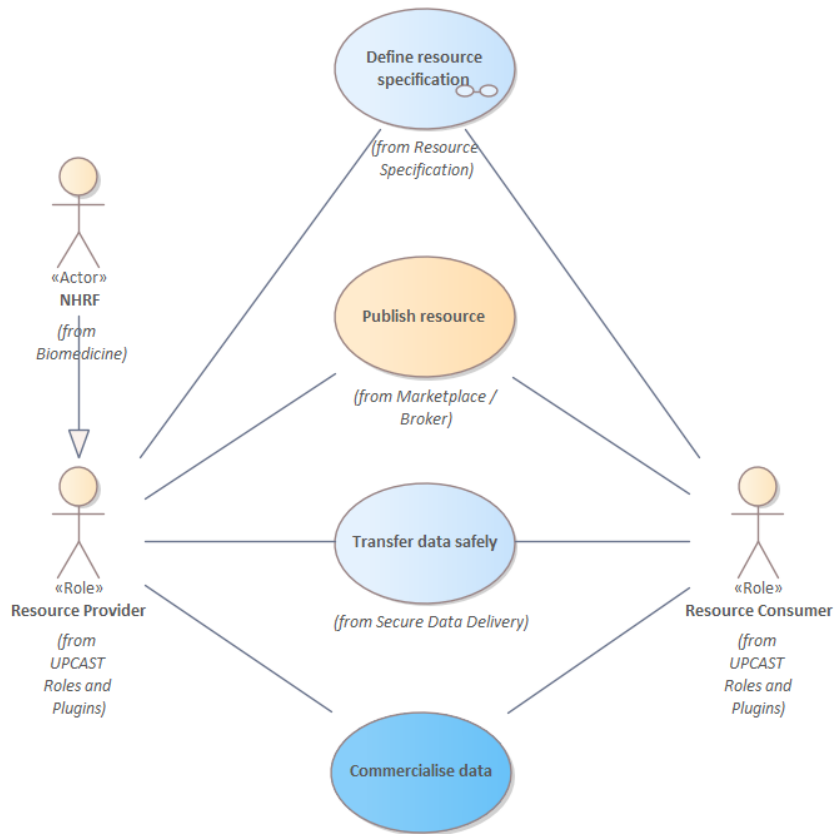 Define resource
specification
(from Resource
Specification)
«Actor»
NHRF
(from
Biomedicine)
Publish resource
(from Marketplace /
Broker)
Transfer data safely
(from Secure Data Delivery)
«Role»
Resource Provider
(from
UPCAST
Roles and
Plugins)
«Role»
Resource Consumer
(from
UPCAST
Roles and
Plugins)
Commercialise data